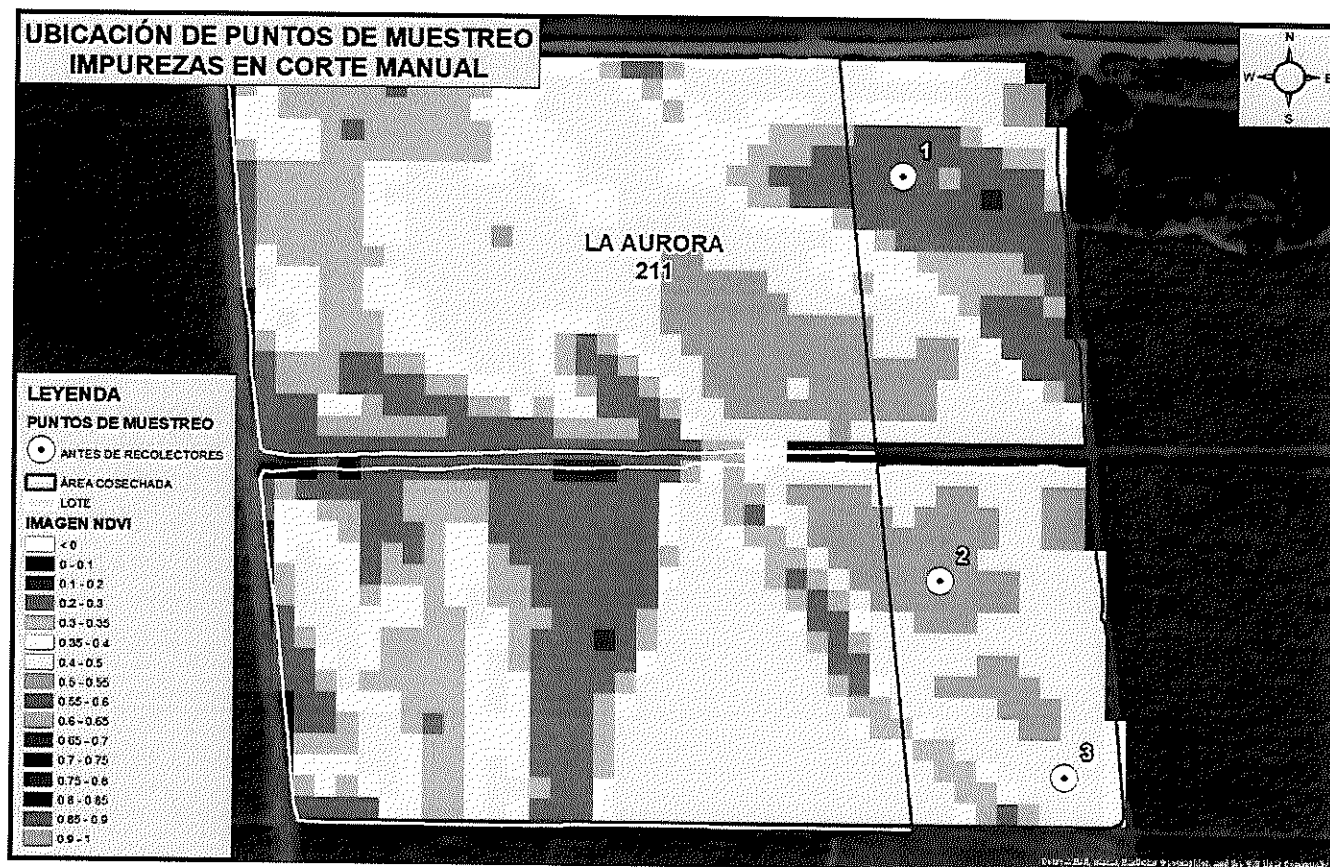 UBICACIÓN DE PUNTOS DE MUESTREO
IMPUREZAS EN CORTE MANUAL
N
W
E
S
1
LA AURORA
211
2
3
LEYENDA
PUNTOS DE MUESTREO
ANTES DE RECOLECTORES
ÁREA COSECHADA
LOTE
IMAGEN NDVI
< 0
0 - 0.1
0.1 - 0.2
0.2 - 0.3
0.3 - 0.35
0.35 - 0.4
0.4 - 0.5
0.5 - 0.55
0.55 - 0.6
0.6 - 0.65
0.65 - 0.7
0.7 - 0.75
0.75 - 0.8
0.8 - 0.85
0.85 - 0.9
0.9 - 1